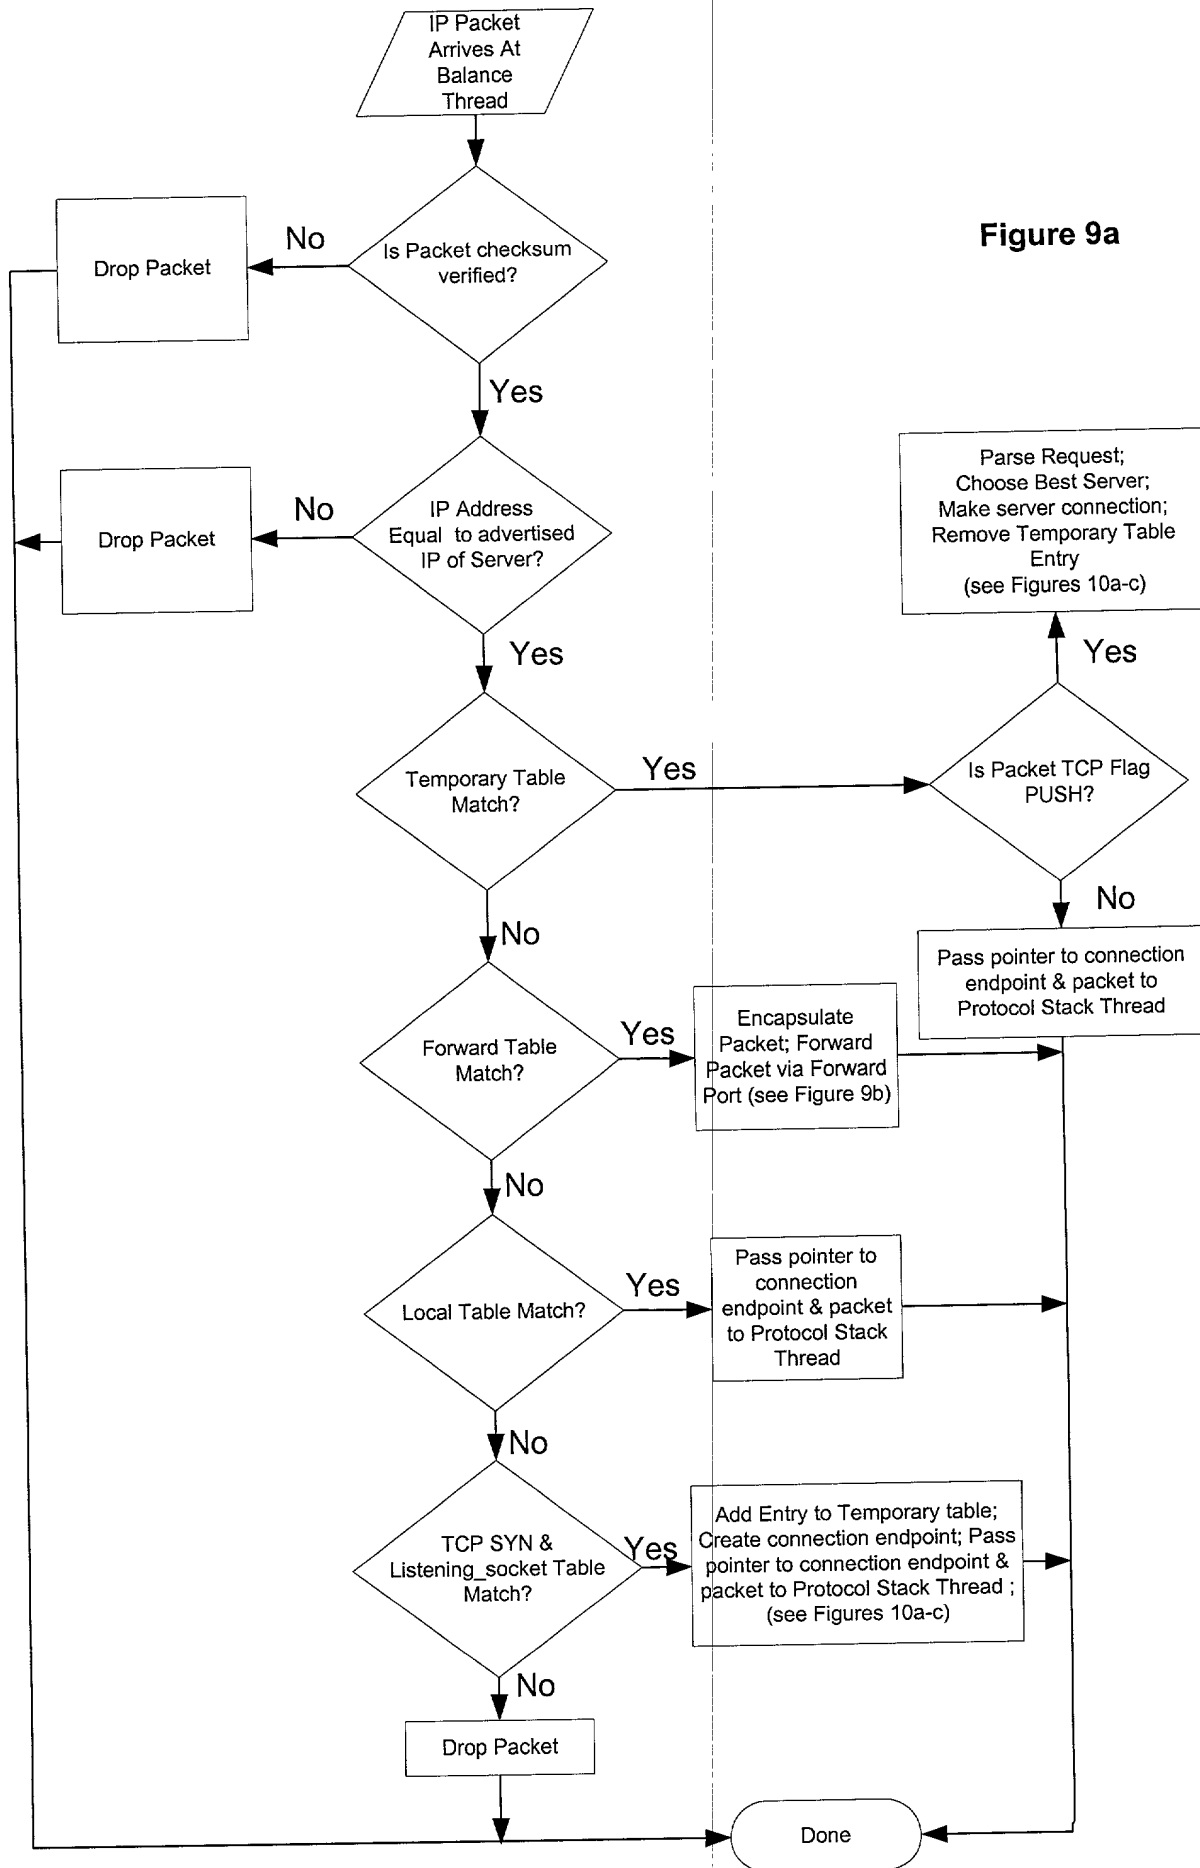 IP Packet
Arrives At
Balance
Thread
Figure 9a
Is Packet checksum
verified?
No
Drop Packet
Yes
IP Address
Equal to advertised
IP of Server?
No
Drop Packet
Yes
Parse Request;
Choose Best Server;
Make server connection;
Remove Temporary Table
Entry
(see Figures 10a-c)
Yes
Temporary Table
Match?
Yes
Is Packet TCP Flag
PUSH?
No
No
Pass pointer to connection
endpoint & packet to
Protocol Stack Thread
Forward Table
Match?
Yes
Encapsulate
Packet; Forward
Packet via Forward
Port (see Figure 9b)
No
Local Table Match?
Yes
Pass pointer to
connection
endpoint & packet
to Protocol Stack
Thread
No
TCP SYN &
Listening_socket Table
Match?
Yes
Add Entry to Temporary table;
Create connection endpoint; Pass
pointer to connection endpoint &
packet to Protocol Stack Thread ;
(see Figures 10a-c)
No
Drop Packet
Done